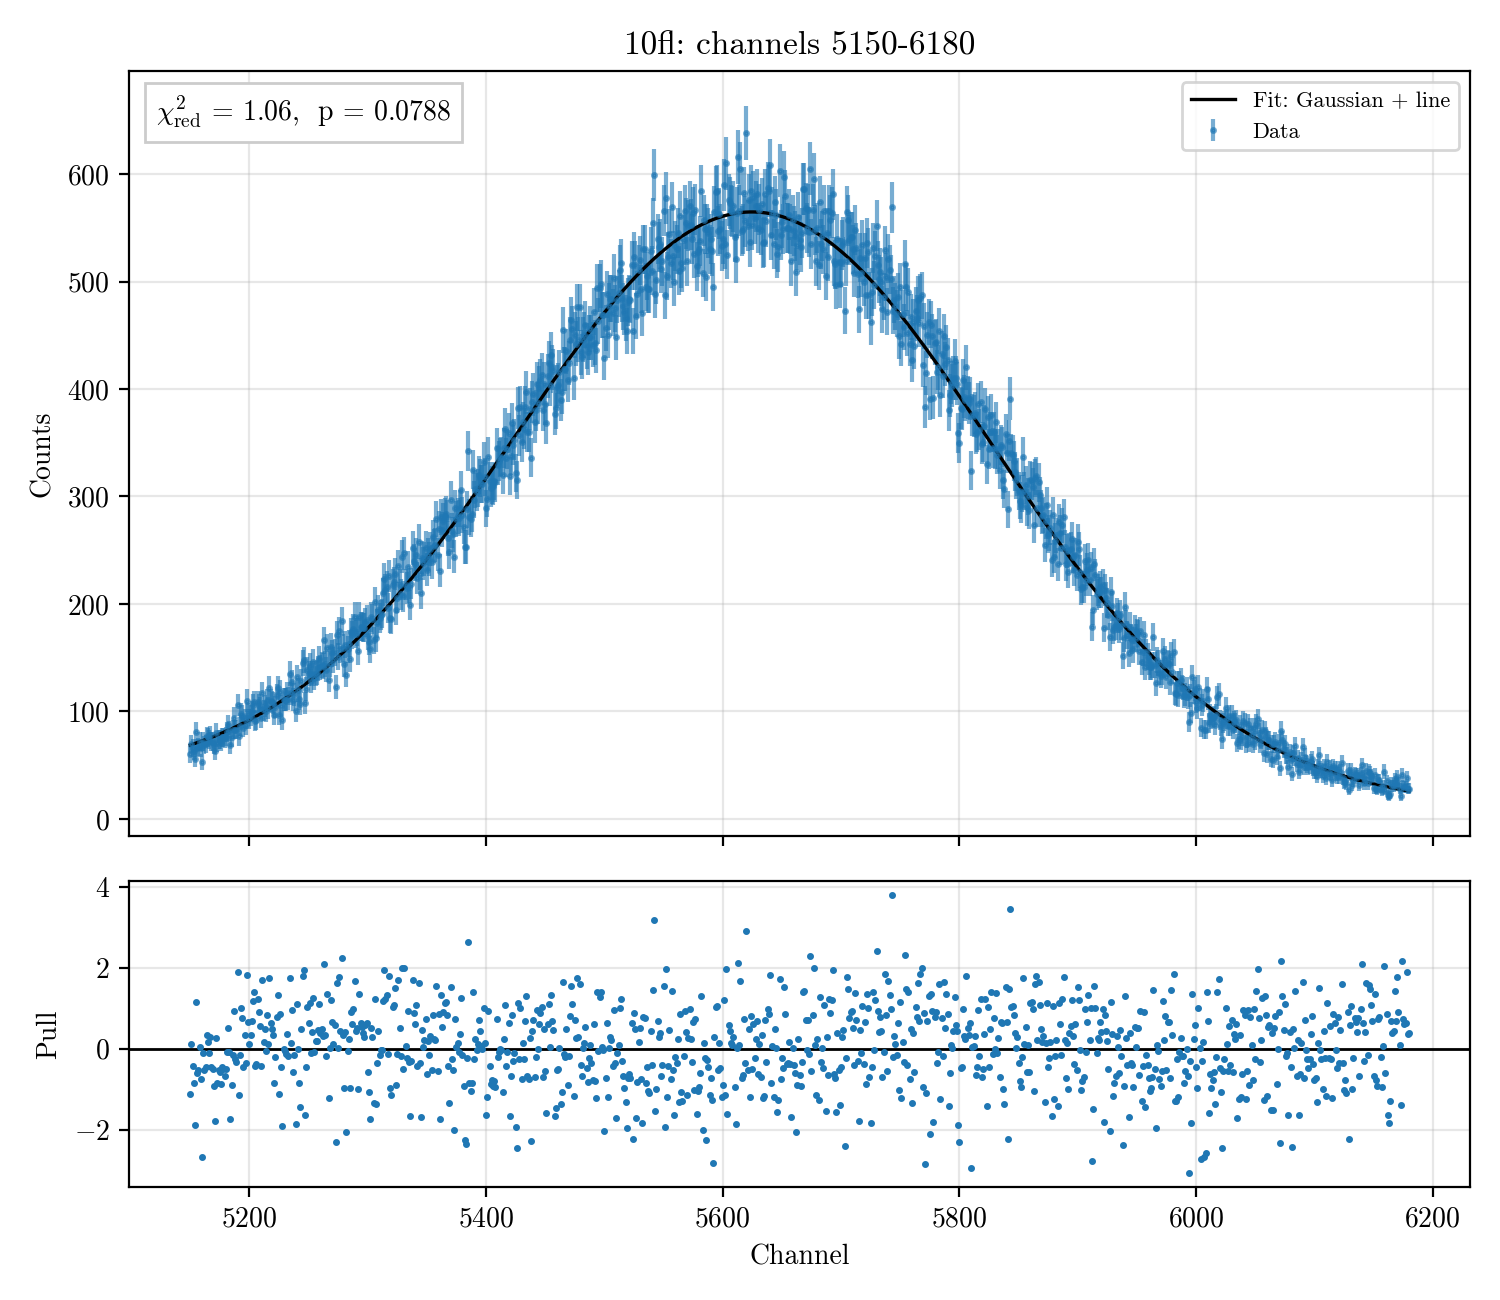 10fl: channels 5150-6180
χ²red = 1.06, p = 0.0788
Fit: Gaussian + line
Data
Counts
600
500
400
300
200
100
0
Pull
4
2
0
−2
5200 5400 5600 5800 6000 6200
Channel